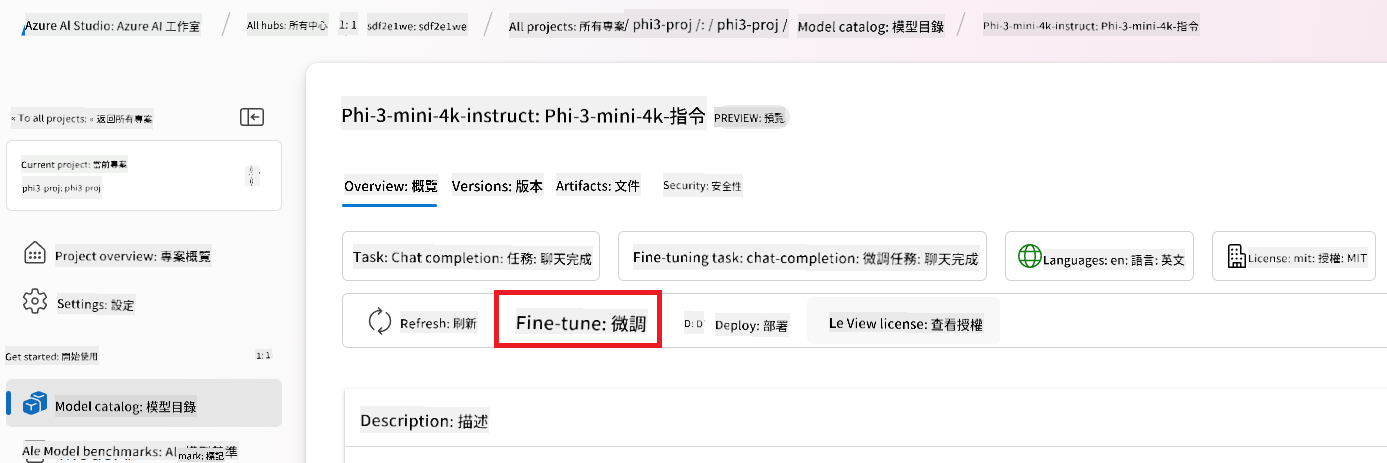 Azure AI Studio: Azure AI 工作室 / All hubs: 所有中心 1: 1 sdf2e1we: sdf2e1we / All projects: 所有專案/ phi3-proj /: / phi3-proj / Model catalog: 模型目錄 / Phi-3-mini-4k-instruct: Phi-3-mini-4k-指令
« To all projects: « 返回所有專案
Current project: 當前專案
phi3-proj: phi3 proj
Project overview: 專案概覽
Settings: 設定
Get started: 開始使用 1: 1
Model catalog: 模型目錄
Ale Model benchmarks: AI
mark: 標記
Phi-3-mini-4k-instruct: Phi-3-mini-4k-指令 PREVIEW: 預覧
Overview: 概覽 Versions: 版本 Artifacts: 文件 Security: 安全性
Task: Chat completion: 任務: 聊天完成 Fine-tuning task: chat-completion: 微調任務: 聊天完成 Languages: en: 語言: 英文 License: mit: 授權: MIT
Refresh: 刷新 Fine-tune: 微調 D: D' Deploy: 部署 Le View license: 查看授權
Description: 描述